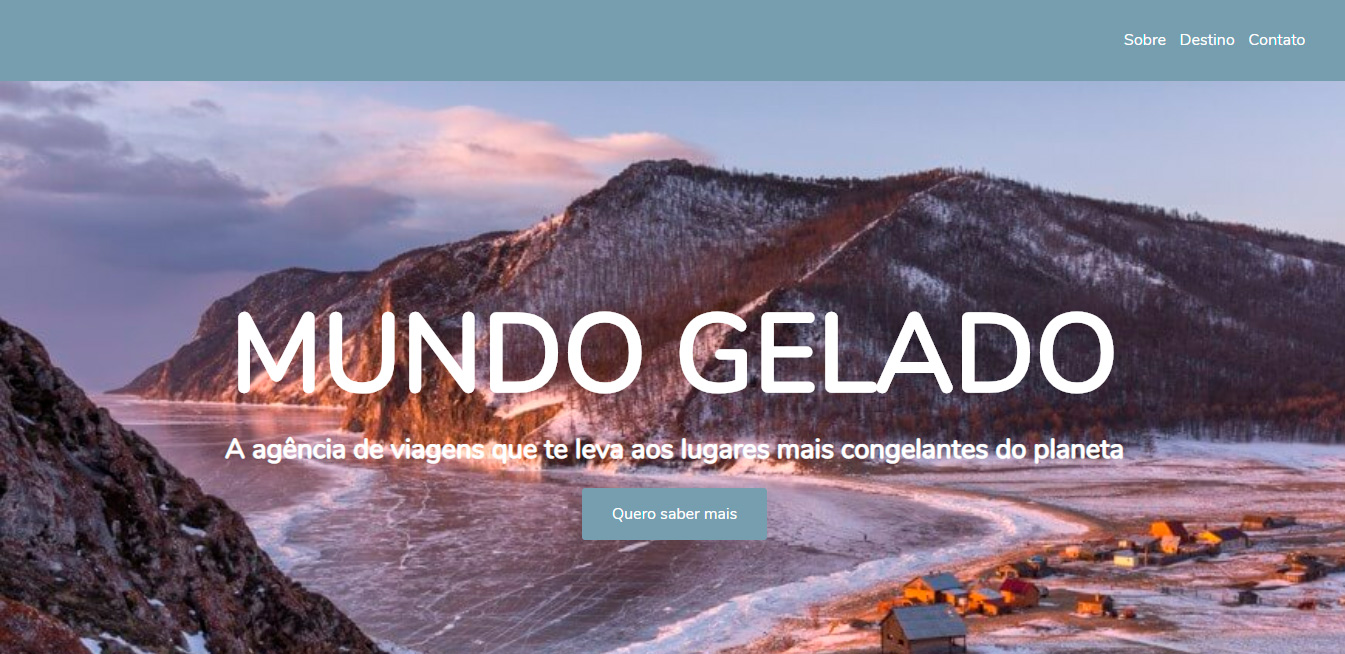 Sobre Destino Contato
MUNDO GELADO
A agência de viagens que te leva aos lugares mais congelantes do planeta
Quero saber mais